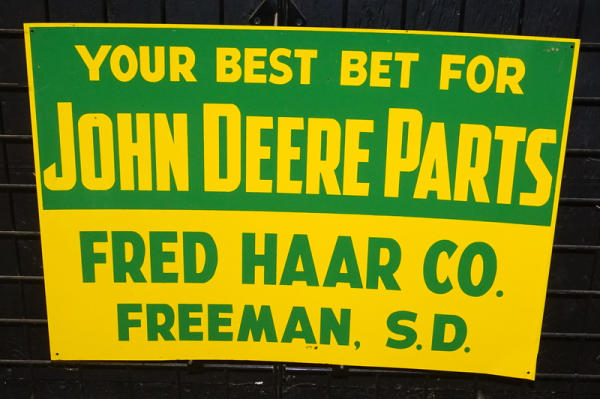 YOUR BEST BET FOR
JOHN DEERE PARTS
FRED HAAR CO.
FREEMAN, S.D.